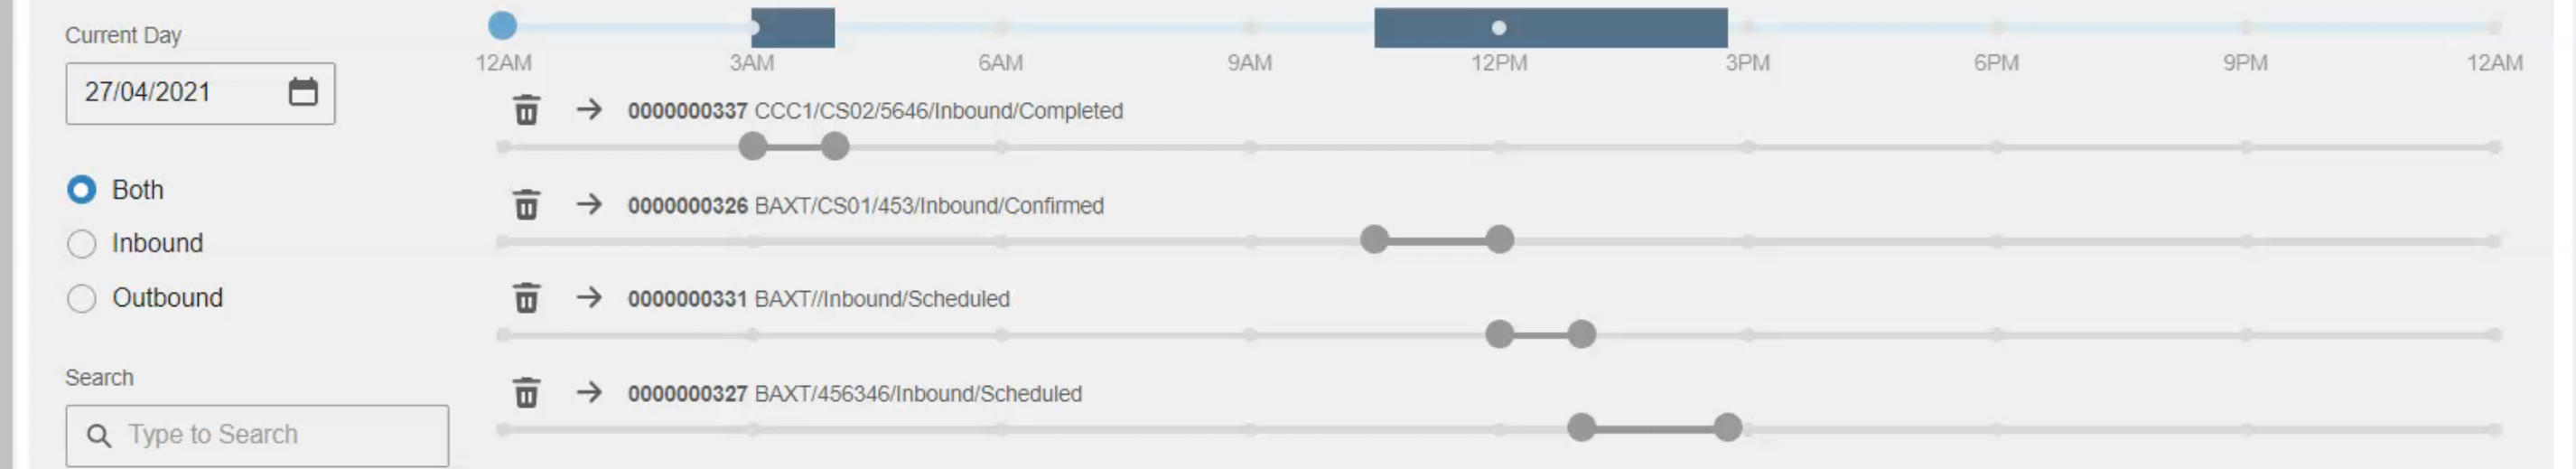 Current Day
27/04/2021
Both
Inbound
Outbound
Search
Type to Search
12AM 3AM 6AM 9AM 12PM 3PM 6PM 9PM 12AM
0000000337 CCC1/CS02/5646/Inbound/Completed
0000000326 BAXT/CS01/453/Inbound/Confirmed
0000000331 BAXT//Inbound/Scheduled
0000000327 BAXT/456346/Inbound/Scheduled